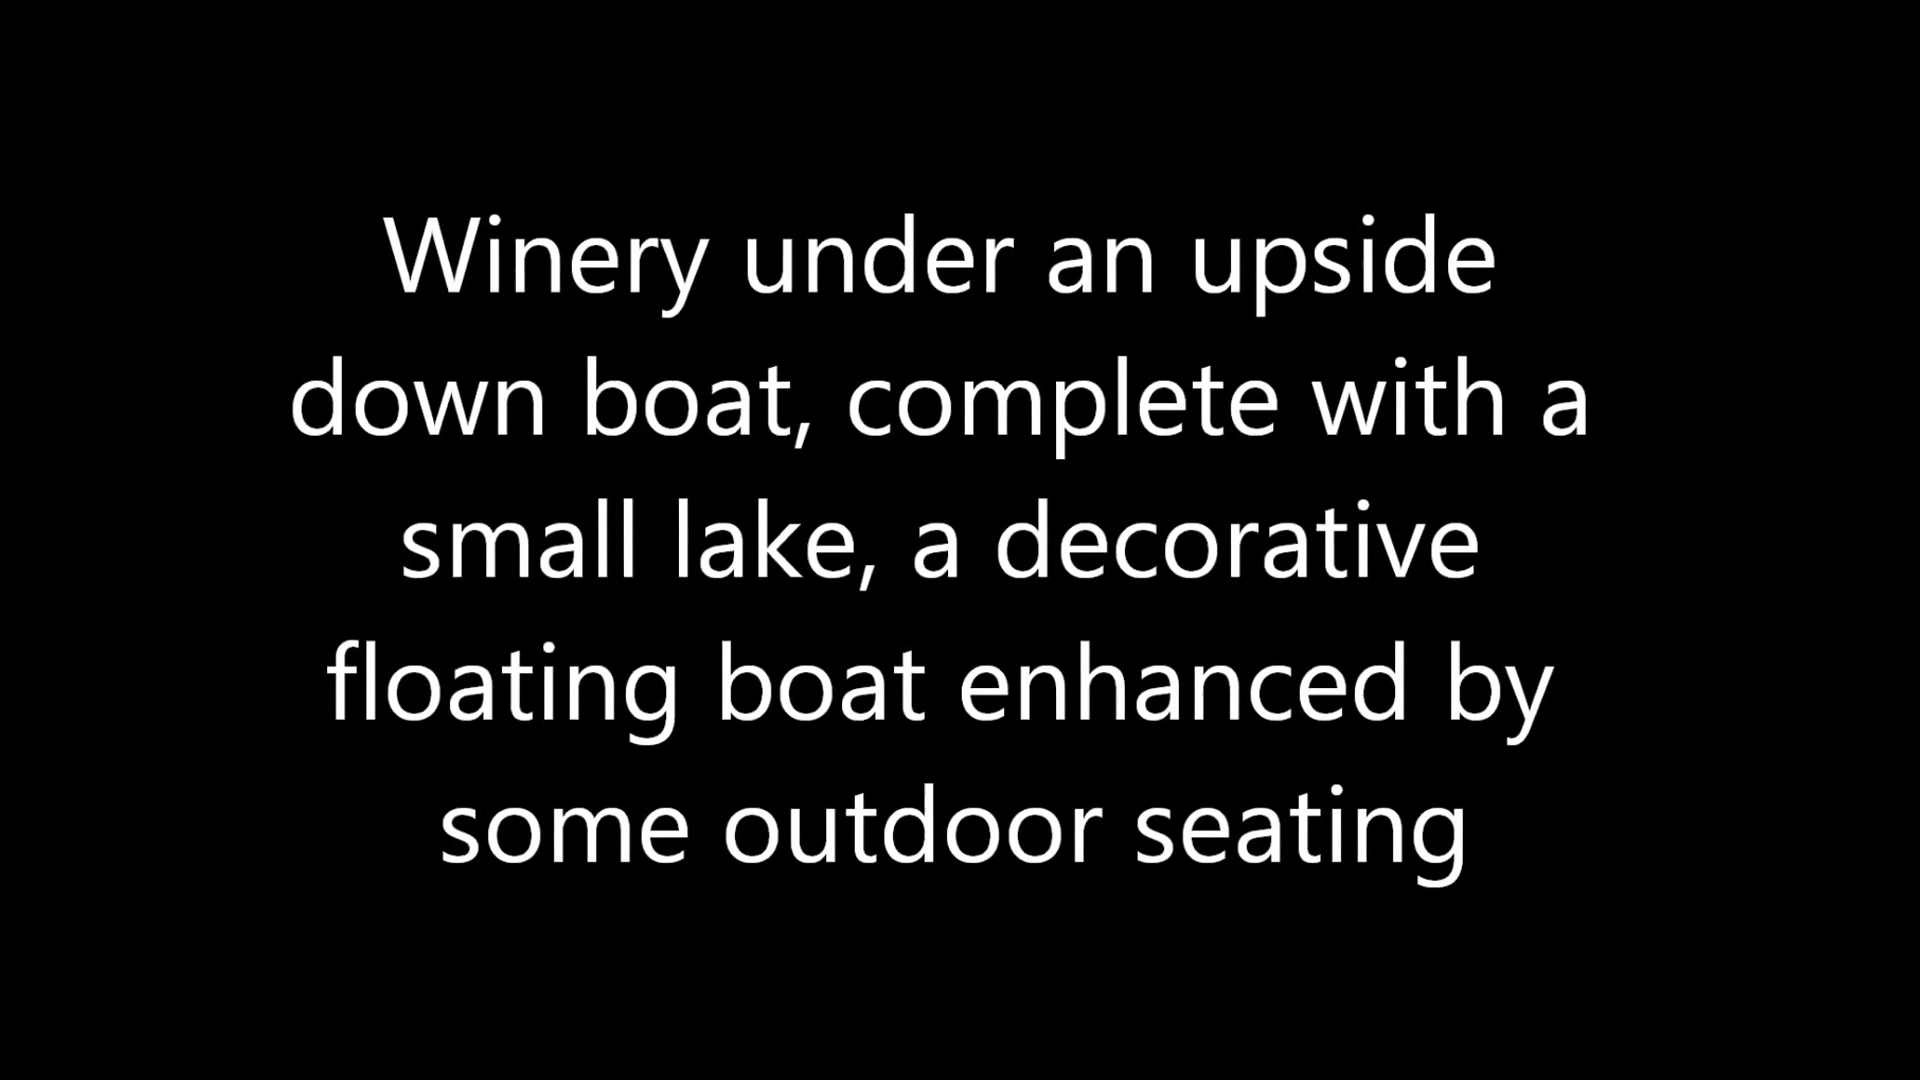 Winery under an upside
down boat, complete with a
small lake, a decorative
floating boat enhanced by
some outdoor seating